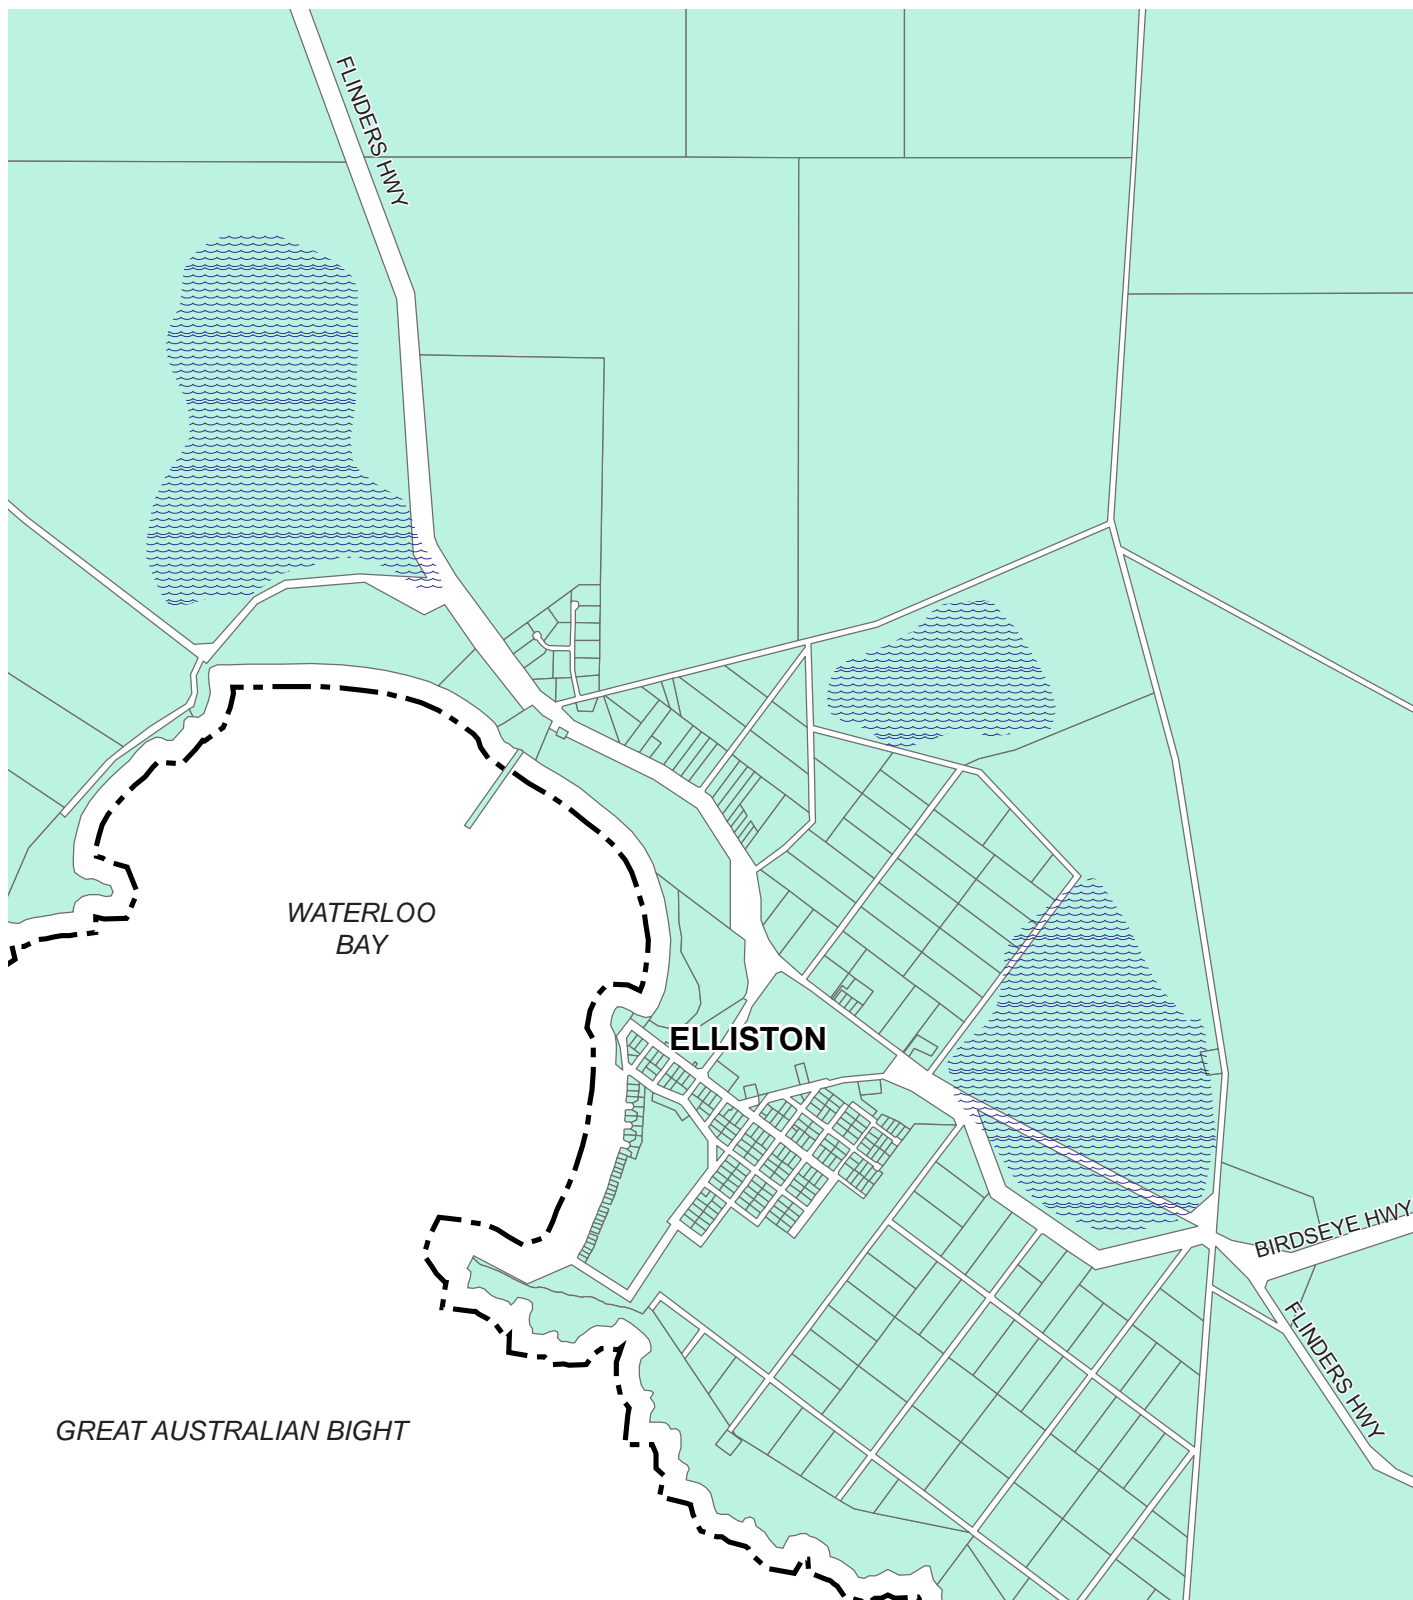 FLINDERS HWY
WATERLOO
BAY
ELLISTON
BIRDSEYE HWY
FLINDERS HWY
GREAT AUSTRALIAN BIGHT